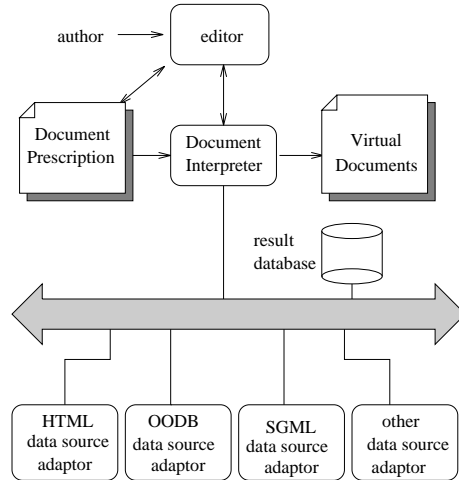 author
editor
Document
Prescription
Document
Interpreter
Virtual
Documents
result
database
HTML
data source
adaptor
OODB
data source
adaptor
SGML
data source
adaptor
other
data source
adaptor